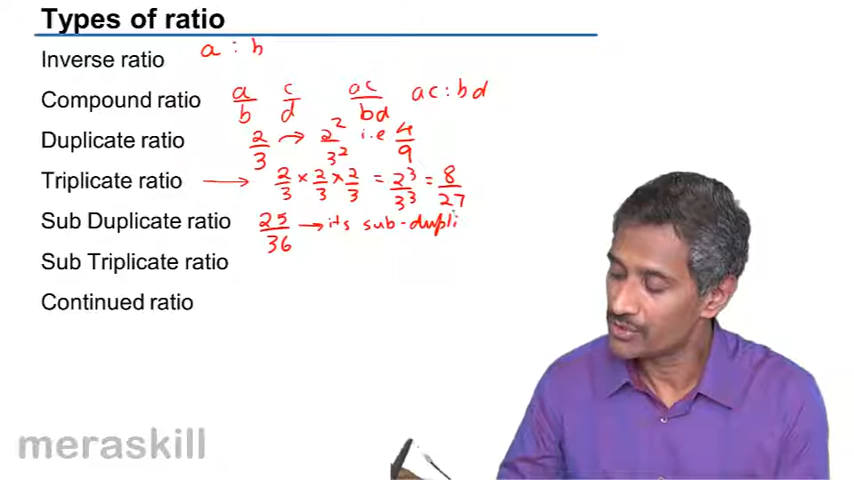 Types of ratio
Inverse ratio a : b
Compound ratio a/b c/d ac/bd ac : bd
Duplicate ratio 2/3 → 2²/3² i.e 4/9
Triplicate ratio → 2/3 × 2/3 × 2/3 = 2³/3³ = 8/27
Sub Duplicate ratio 25/36 → its sub-dupli
Sub Triplicate ratio
Continued ratio
meraskill